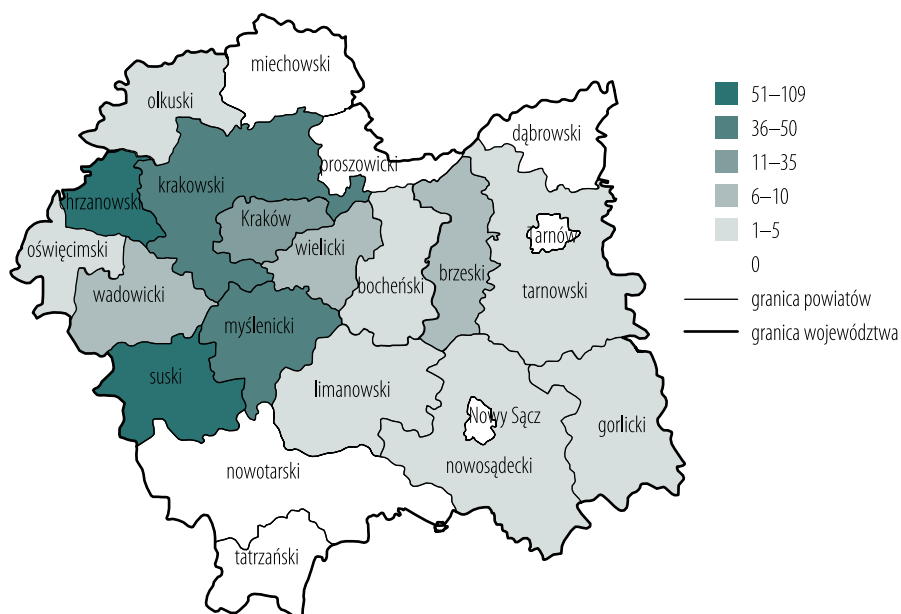 miechowski
olkuski
dąbrowski
proszowicki
krakowski
hrzanowski
Kraków
Tarnów
oświęcimski
wielicki
brzeski
bocheński
wadowicki
tarnowski
myślenicki
suski
limanowski
Nowy Sącz
gorlicki
nowotarski
nowosądecki
tatrzański
51–109
36–50
11–35
6–10
1–5
0
granica powiatów
granica województwa